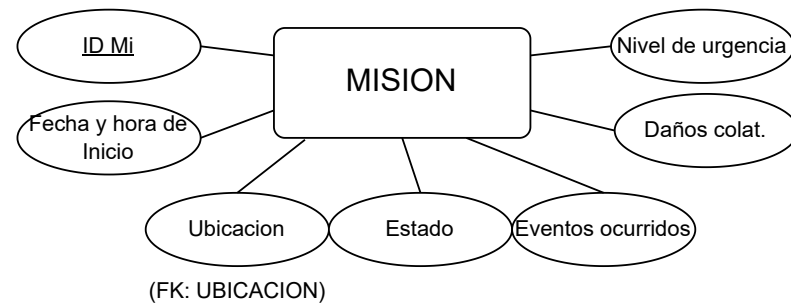 ID Mi
Nivel de urgencia
MISION
Fecha y hora de
Inicio
Daños colat.
Ubicacion
Estado
Eventos ocurridos
(FK: UBICACION)